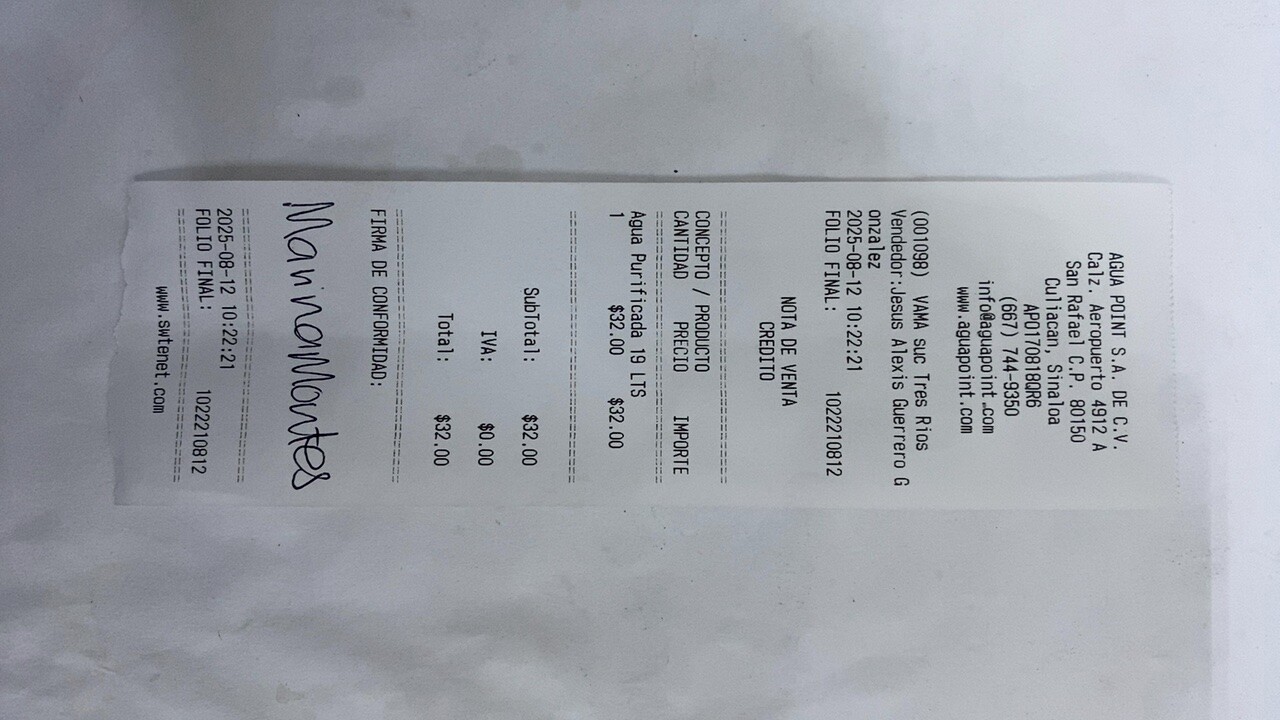 AGUA POINT S.A. DE C.V.
Calz. Aeropuerto 4912 A
San Rafael C.P. 80150
Culiacan, Sinaloa
APO170818QR6
(667) 744-9350
info@aguapoint.com
www.aguapoint.com
(001098) VAMA suc Tres Rios
Vendedor:Jesus Alexis Guerrero G
onzalez
2025-08-12 10:22:21
FOLIO FINAL: 1022210812
NOTA DE VENTA
CREDITO
CONCEPTO / PRODUCTO
CANTIDAD PRECIO IMPORTE
Agua Purificada 19 LTS
1 $32.00 $32.00
SubTotal: $32.00
IVA: $0.00
Total: $32.00
FIRMA DE CONFORMIDAD:
Marina Montes
2025-08-12 10:22:21
FOLIO FINAL: 1022210812
www.swtenet.com